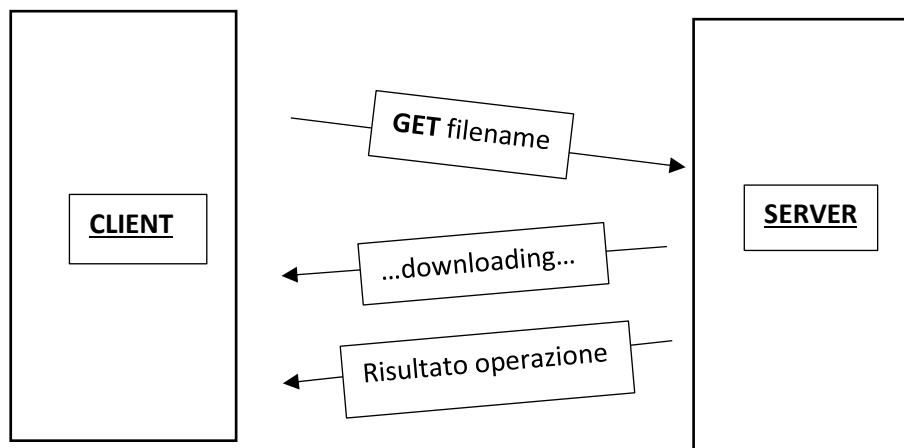 GET filename
CLIENT
SERVER
...downloading...
Risultato operazione